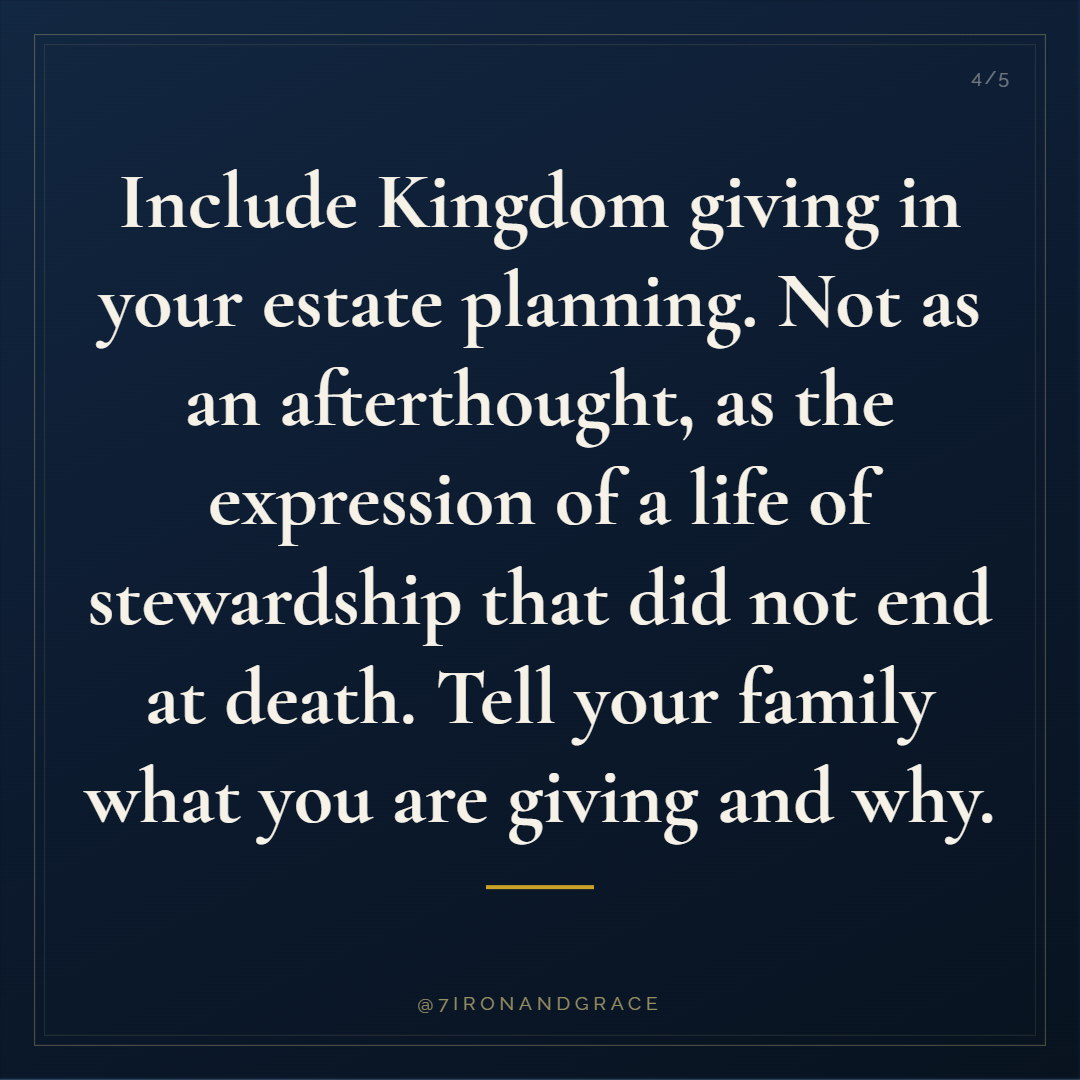 4/5
Include Kingdom giving in
your estate planning. Not as
an afterthought, as the
expression of a life of
stewardship that did not end
at death. Tell your family
what you are giving and why.
@7IRONANDGRACE